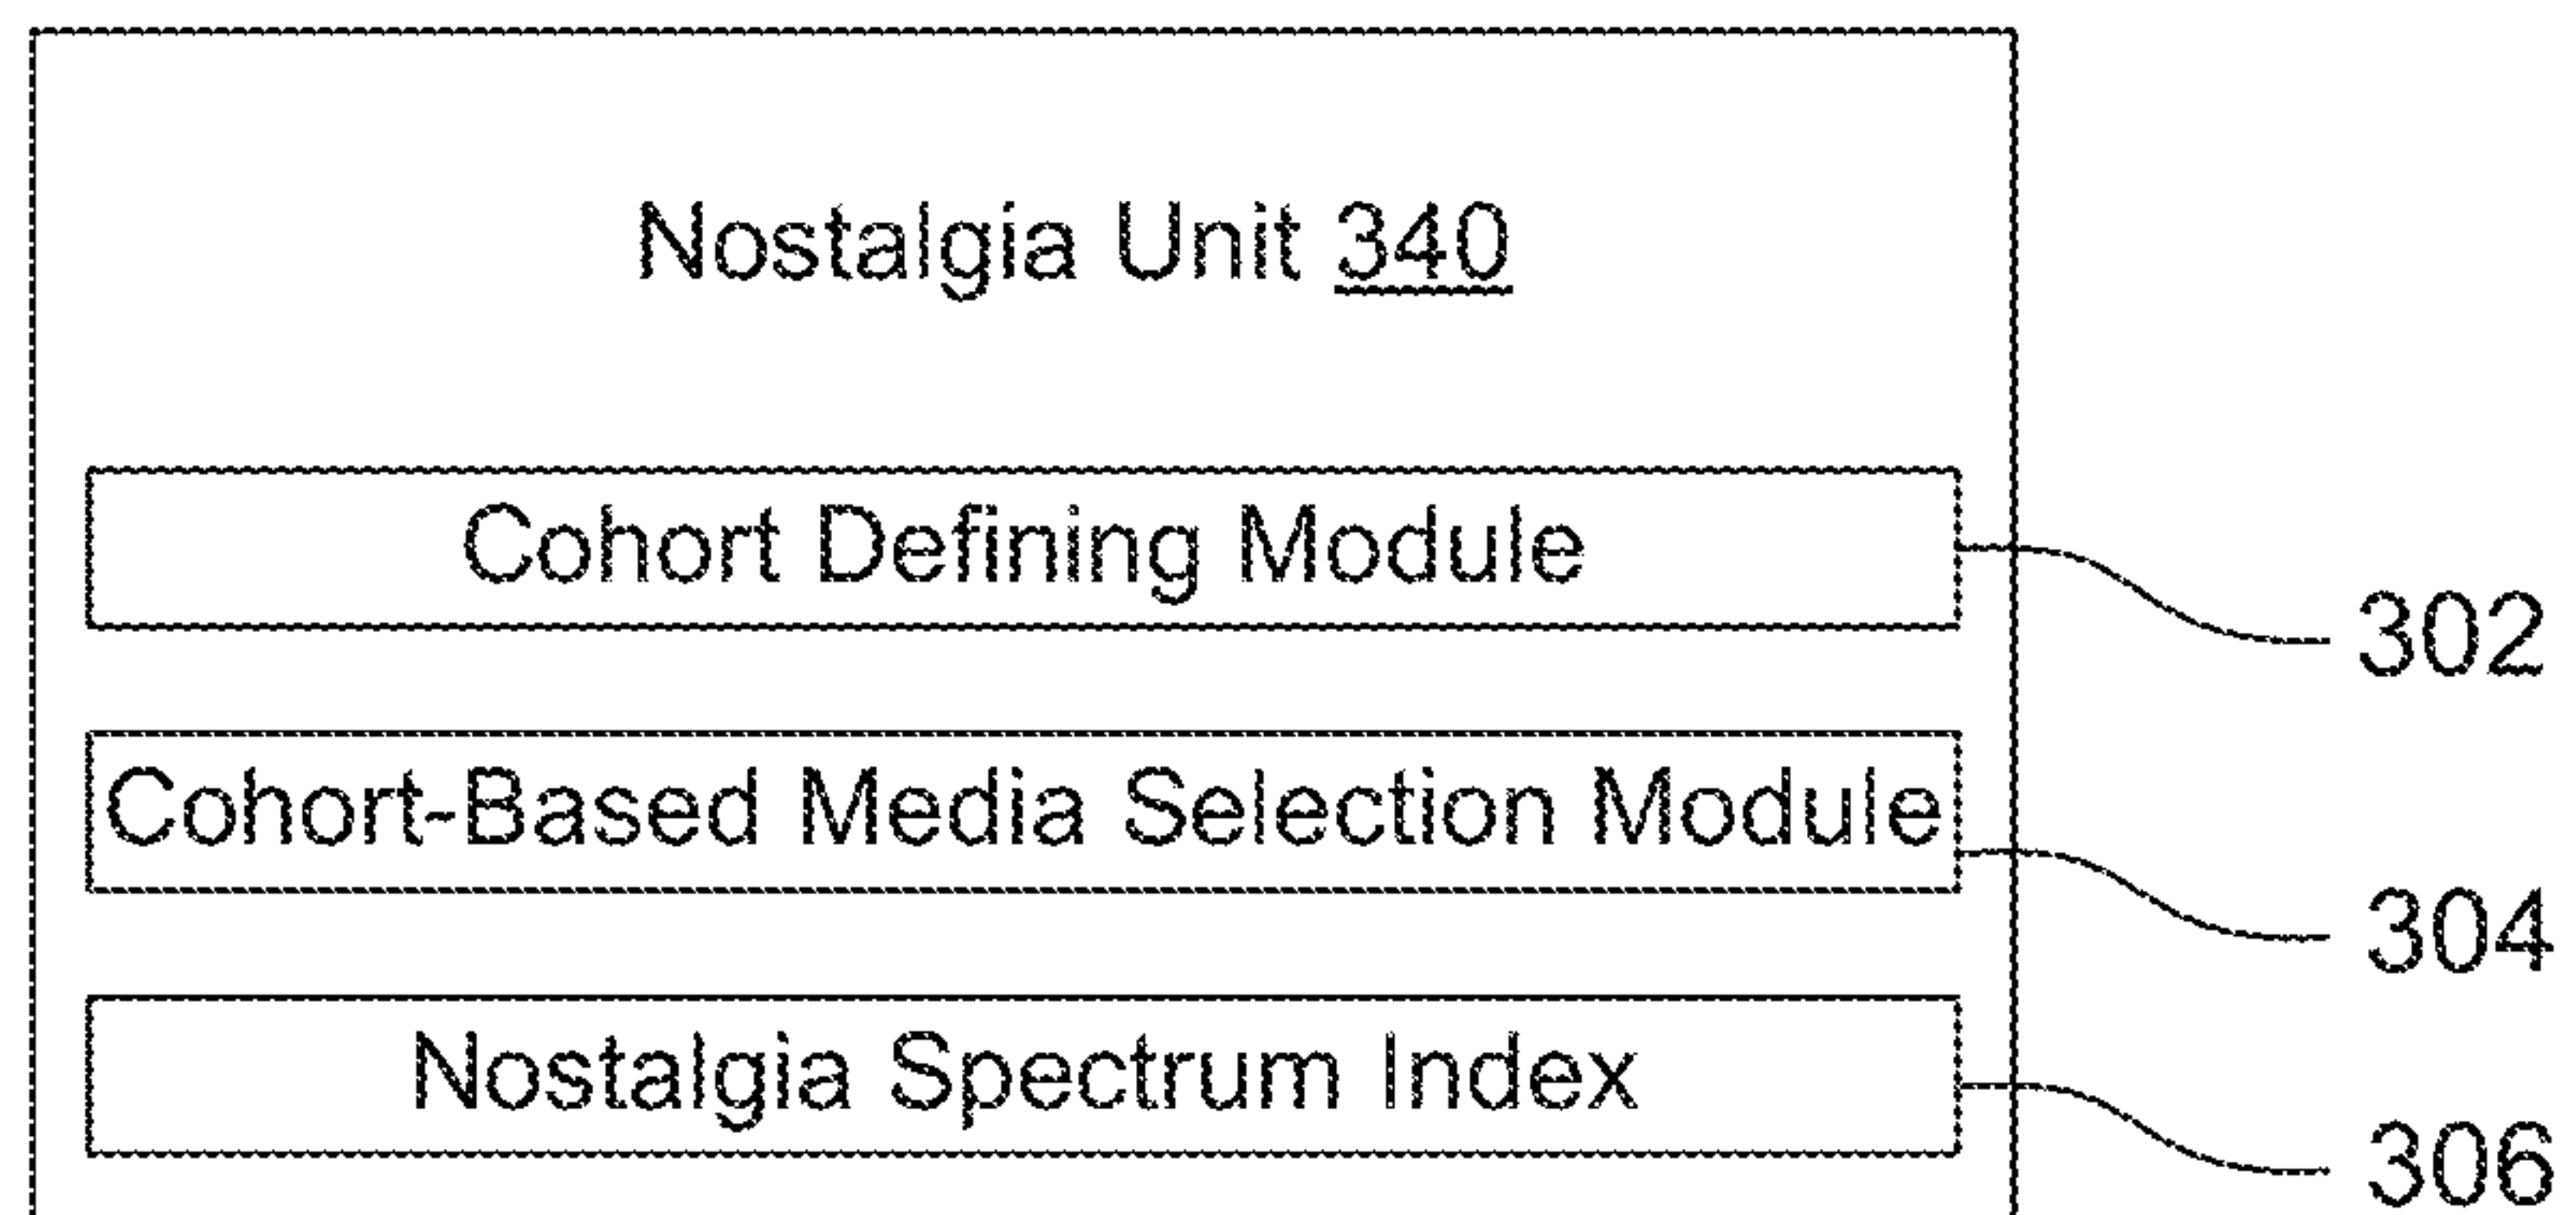 Nostalgia Unit 340
Cohort Defining Module
302
Cohort-Based Media Selection Module
304
Nostalgia Spectrum Index
306